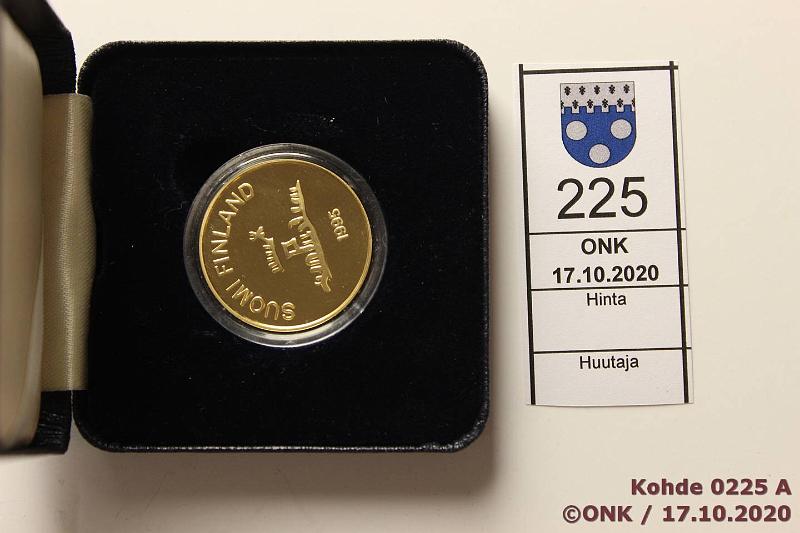 SUOMI FINLAND
1995
225
ONK
17.10.2020
Hinta
Huutaja
Kohde 0225 A
©ONK / 17.10.2020